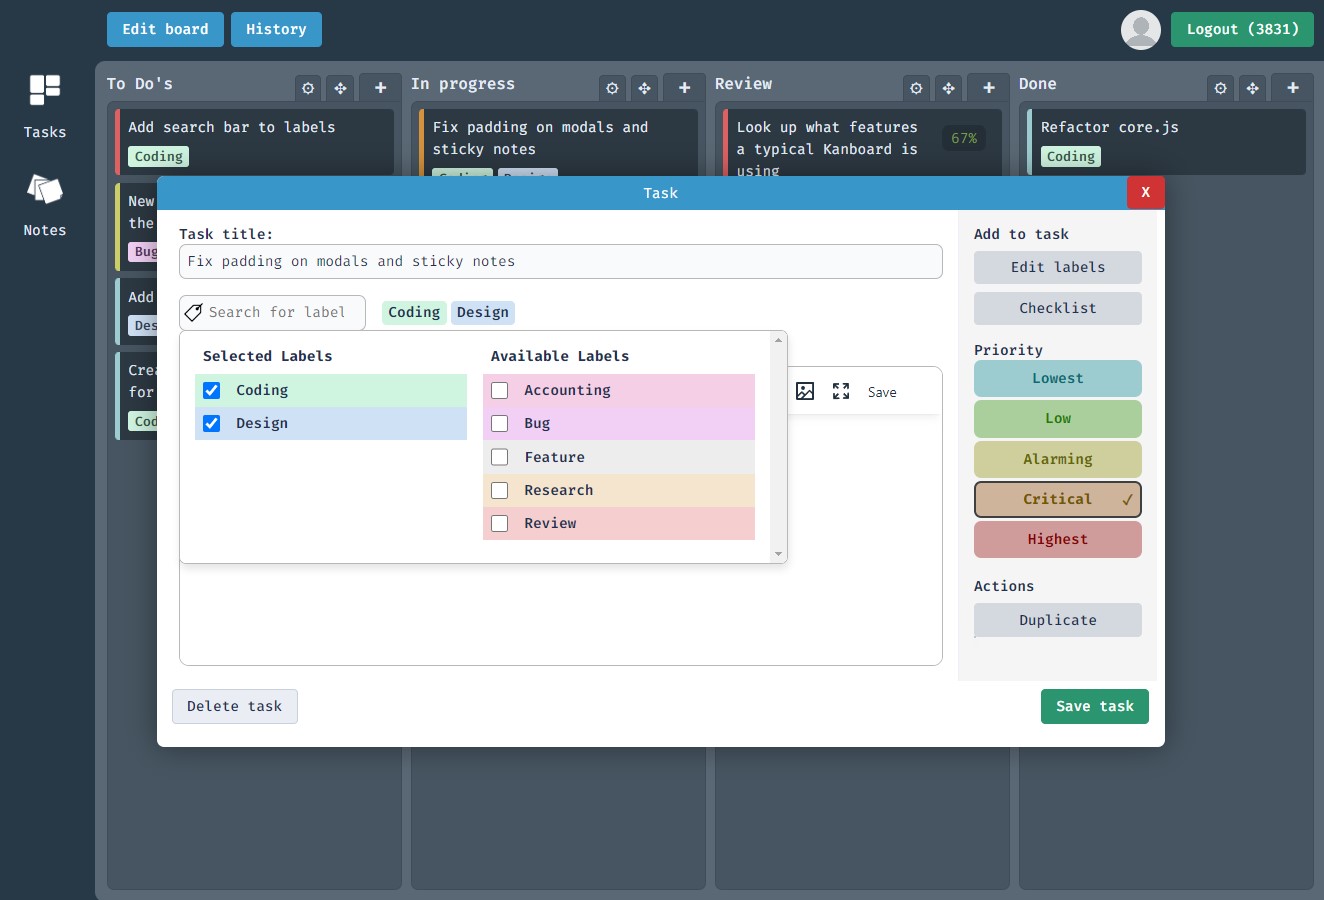 Edit board
History
Logout (3831)
Tasks
Notes
To Do's
In progress
Review
Done
Add search bar to labels
Coding
Fix padding on modals and
sticky notes
Coding Design
Look up what features
a typical Kanboard is
using
67%
Refactor core.js
Coding
New
the
Bug
Add
Des
Crea
for
Cod
Task
X
Task title:
Fix padding on modals and sticky notes
Search for label
Coding Design
Selected Labels
Coding
Design
Available Labels
Accounting
Bug
Feature
Research
Review
Save
Add to task
Edit labels
Checklist
Priority
Lowest
Low
Alarming
Critical ✓
Highest
Actions
Duplicate
Delete task
Save task